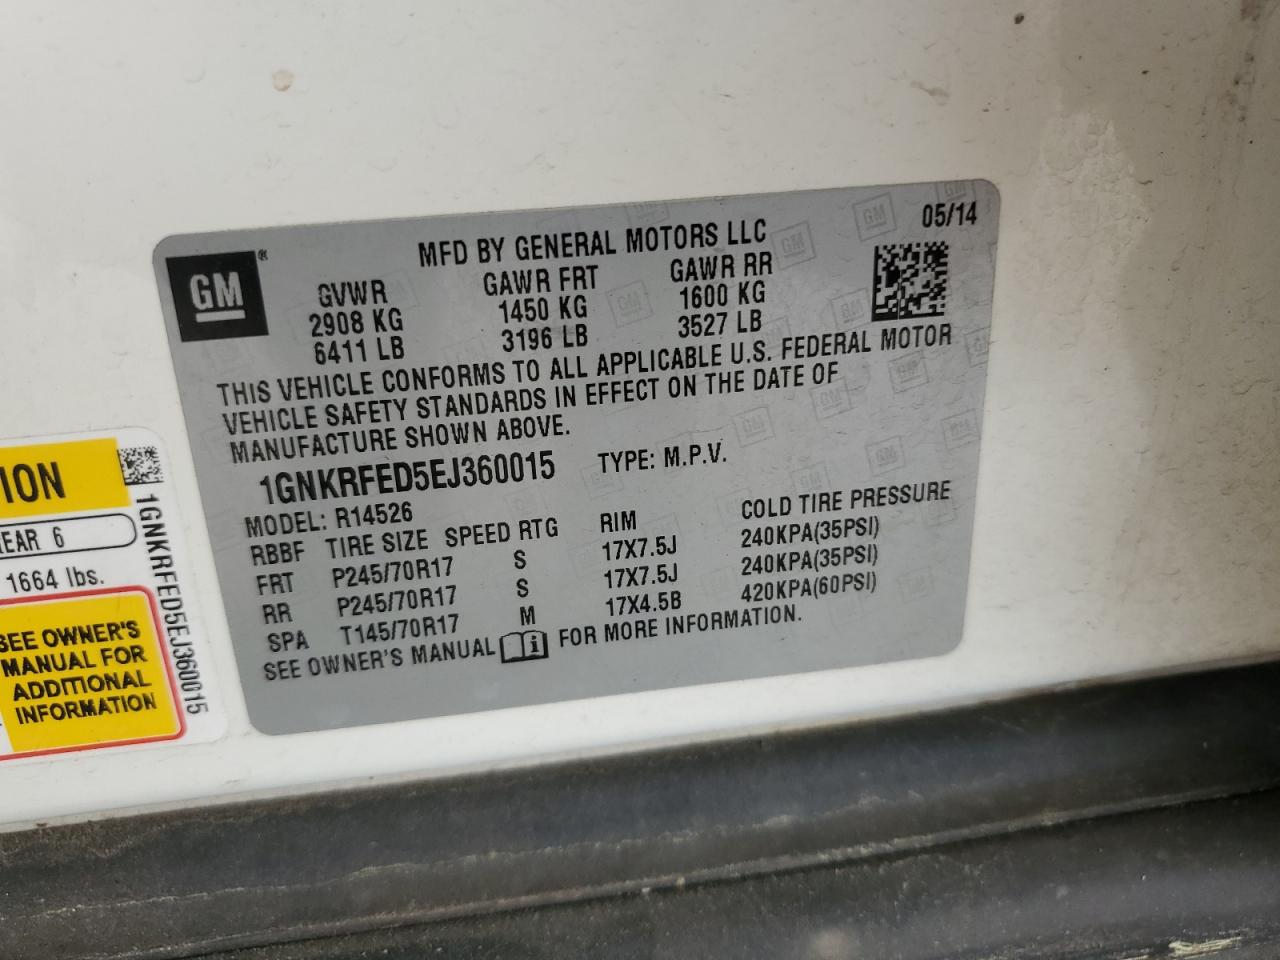 GM ®
MFD BY GENERAL MOTORS LLC
05/14
GVWR GAWR FRT GAWR RR
2908 KG 1450 KG 1600 KG
6411 LB 3196 LB 3527 LB
THIS VEHICLE CONFORMS TO ALL APPLICABLE U.S. FEDERAL MOTOR
VEHICLE SAFETY STANDARDS IN EFFECT ON THE DATE OF
MANUFACTURE SHOWN ABOVE.
1GNKRFED5EJ360015 TYPE: M.P.V.
MODEL: R14526
RBBF TIRE SIZE SPEED RTG RIM COLD TIRE PRESSURE
FRT P245/70R17 S 17X7.5J 240KPA(35PSI)
RR P245/70R17 S 17X7.5J 240KPA(35PSI)
SPA T145/70R17 M 17X4.5B 420KPA(60PSI)
SEE OWNER'S MANUAL i FOR MORE INFORMATION.
ION
EAR 6
1664 lbs.
SEE OWNER'S
MANUAL FOR
ADDITIONAL
INFORMATION
1GNKRFED5EJ360015